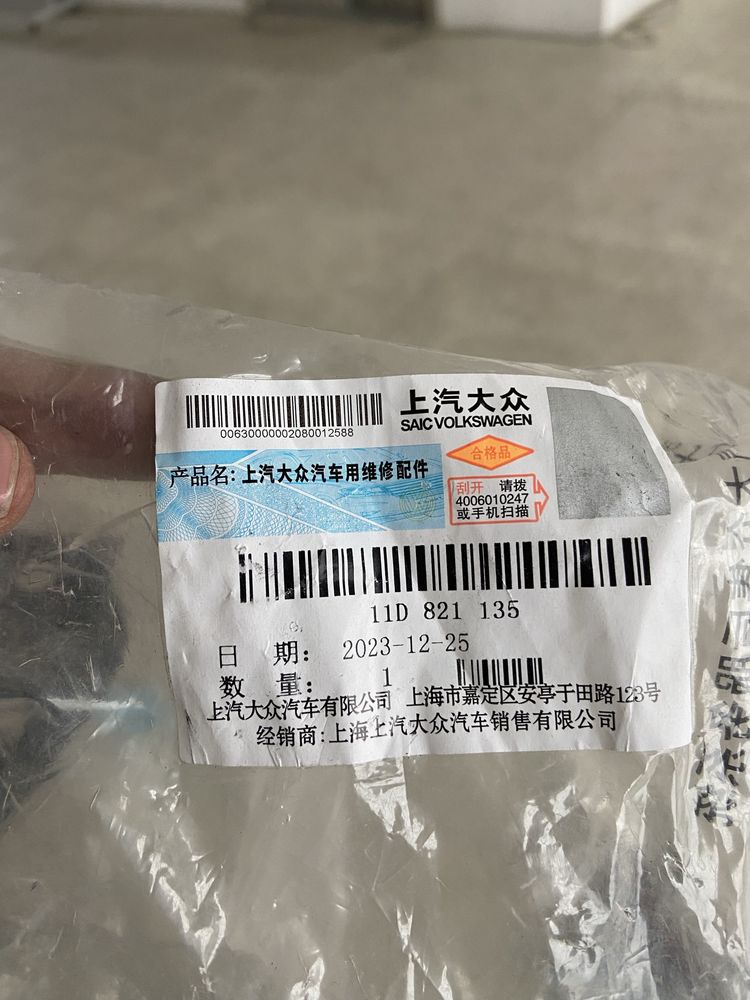 上汽大众
SAIC VOLKSWAGEN
00630000002080012588
合格品
产品名: 上汽大众汽车用维修配件
刮开 请拨
4006010247
或手机扫描
11D 821 135
日 期: 2023-12-25
数 量: 1
上汽大众汽车有限公司 上海市嘉定区安亭于田路123号
经销商:上海上汽大众汽车销售有限公司